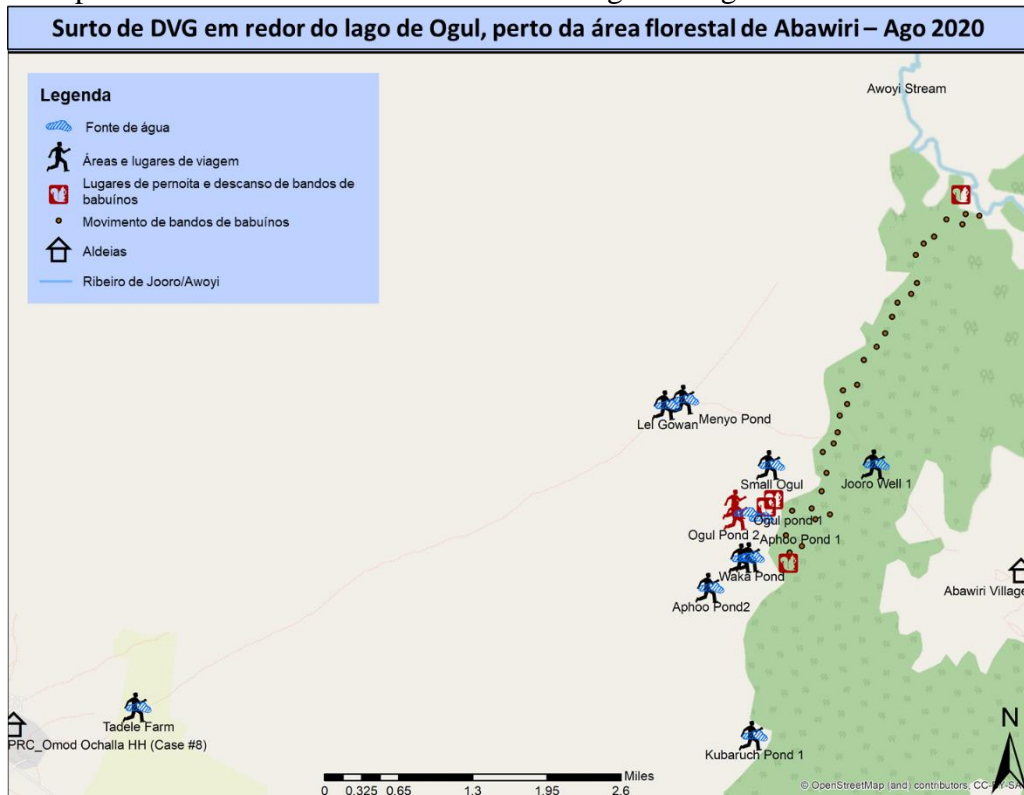 Surto de DVG em redor do lago de Ogul, perto da área florestal de Abawiri – Ago 2020
Legenda
Fonte de água
Áreas e lugares de viagem
Lugares de pernoita e descanso de bandos de
babuínos
Movimento de bandos de babuínos
Aldeias
Ribeiro de Jooro/Awoyi
Awoyi Stream
Lel Gowan
Menyo Pond
Small Ogul
Jooro Well 1
Ogul pond 1
Ogul Pond 2
Aphoo Pond 1
Waka Pond
Aphoo Pond2
Abawiri Village
Tadele Farm
PRC_Omod Ochalla HH (Case #8)
Kubaruch Pond 1
N
Miles
0 0.325 0.65 1.3 1.95 2.6
© OpenStreetMap (and) contributors, CC-BY-SA